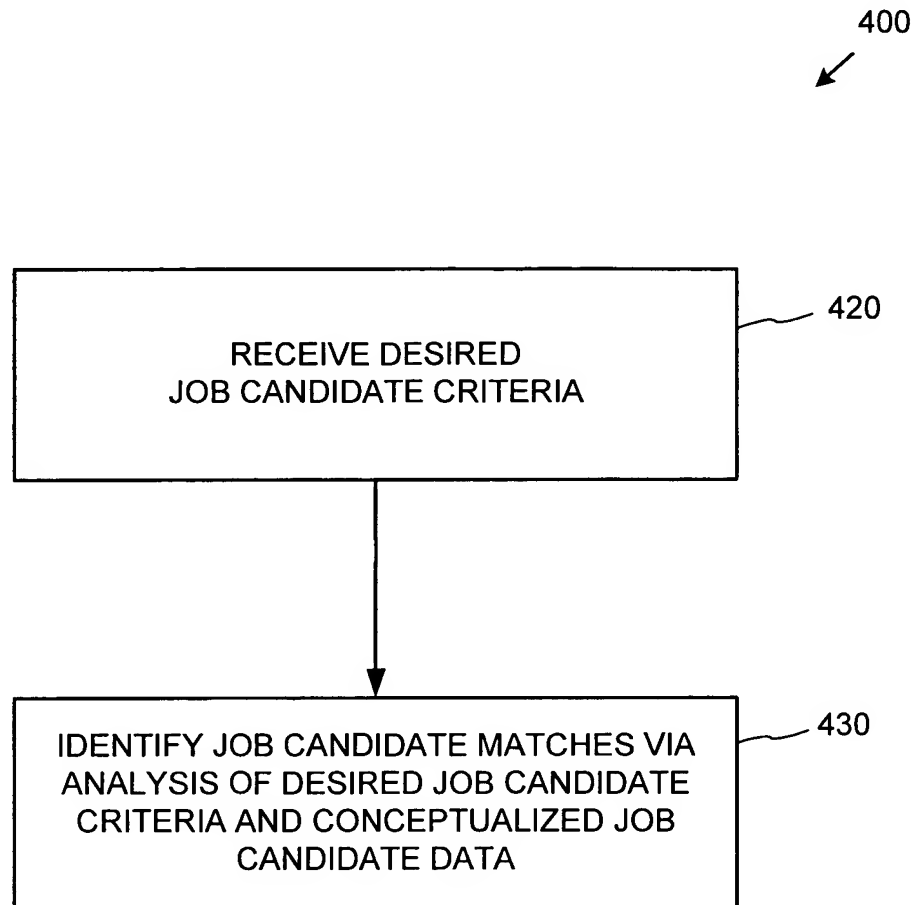 400
RECEIVE DESIRED
JOB CANDIDATE CRITERIA
420
IDENTIFY JOB CANDIDATE MATCHES VIA
ANALYSIS OF DESIRED JOB CANDIDATE
CRITERIA AND CONCEPTUALIZED JOB
CANDIDATE DATA
430